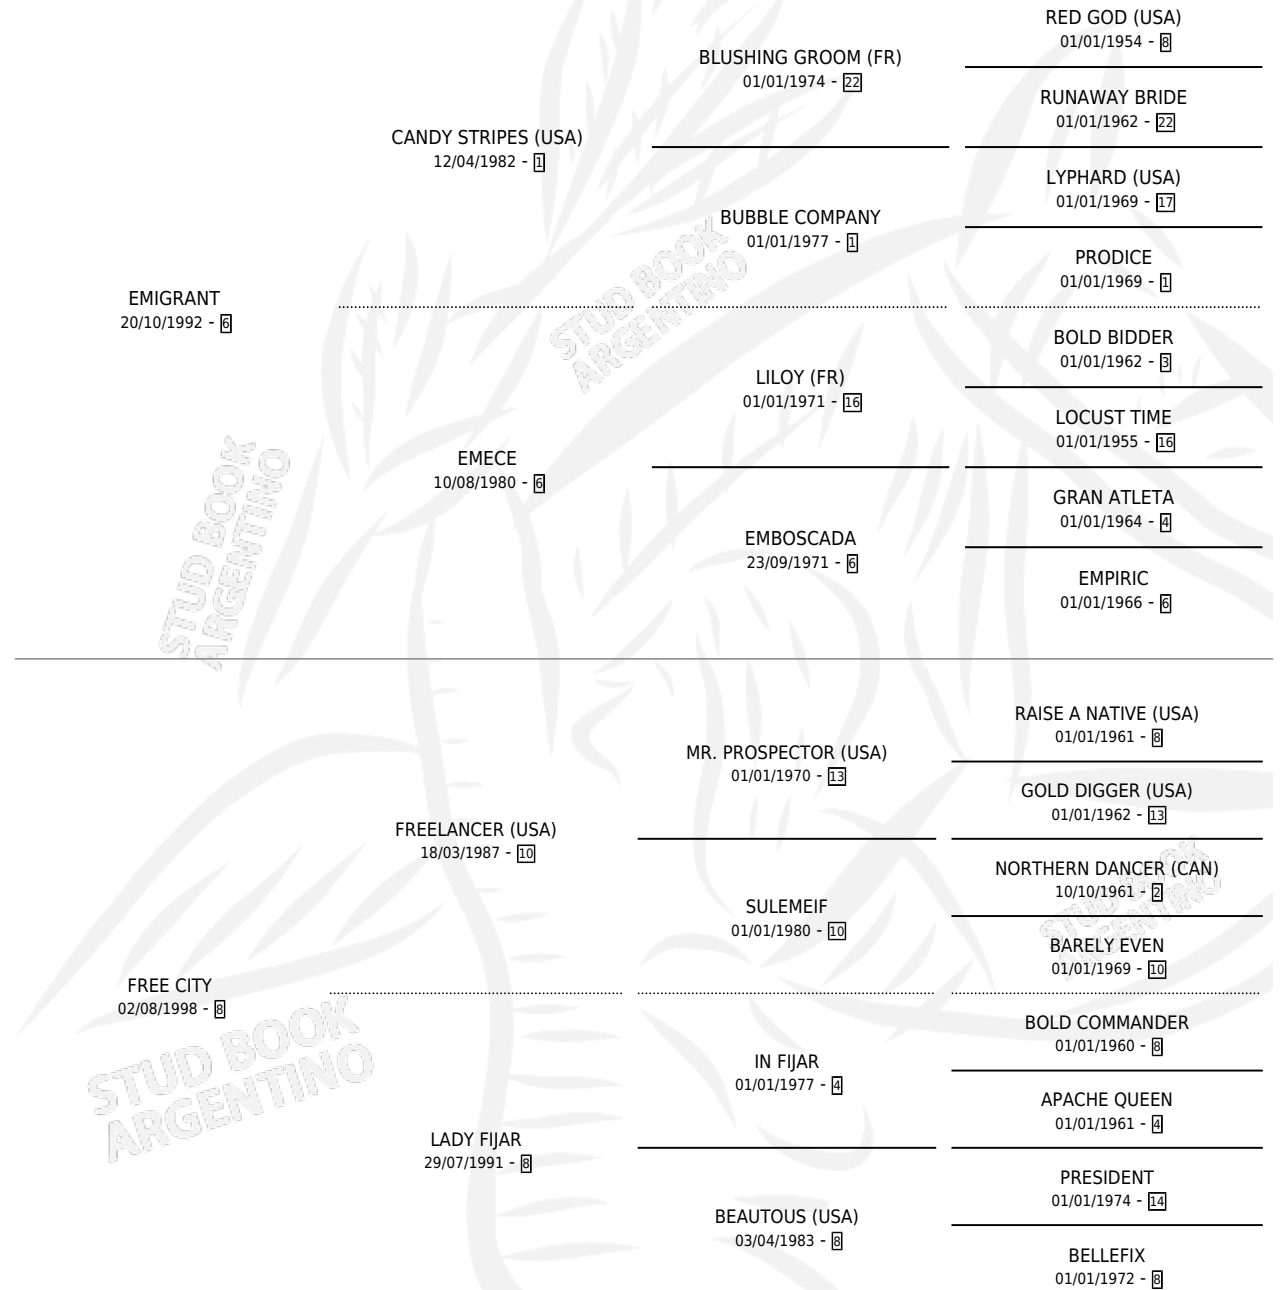 RED GOD (USA)
01/01/1954 - 8
BLUSHING GROOM (FR)
01/01/1974 - 22
RUNAWAY BRIDE
01/01/1962 - 22
CANDY STRIPES (USA)
12/04/1982 - 1
LYPHARD (USA)
01/01/1969 - 17
BUBBLE COMPANY
01/01/1977 - 1
PRODICE
01/01/1969 - 1
EMIGRANT
20/10/1992 - 6
STUD BOOK
ARGENTINO
BOLD BIDDER
01/01/1962 - 3
LILOY (FR)
01/01/1971 - 16
LOCUST TIME
01/01/1955 - 16
EMECE
10/08/1980 - 6
GRAN ATLETA
01/01/1964 - 4
EMBOSCADA
23/09/1971 - 6
EMPIRIC
01/01/1966 - 6
STUD BOOK
ARGENTINO
RAISE A NATIVE (USA)
01/01/1961 - 8
MR. PROSPECTOR (USA)
01/01/1970 - 13
GOLD DIGGER (USA)
01/01/1962 - 13
FREELANCER (USA)
18/03/1987 - 10
NORTHERN DANCER (CAN)
10/10/1961 - 2
STUD BOOK
ARGENTINO
SULEMEIF
01/01/1980 - 10
BARELY EVEN
01/01/1969 - 10
FREE CITY
02/08/1998 - 8
STUD BOOK
ARGENTINO
BOLD COMMANDER
01/01/1960 - 8
IN FIJAR
01/01/1977 - 4
APACHE QUEEN
01/01/1961 - 4
LADY FIJAR
29/07/1991 - 8
PRESIDENT
01/01/1974 - 14
BEAUTOUS (USA)
03/04/1983 - 8
BELLEFIX
01/01/1972 - 8